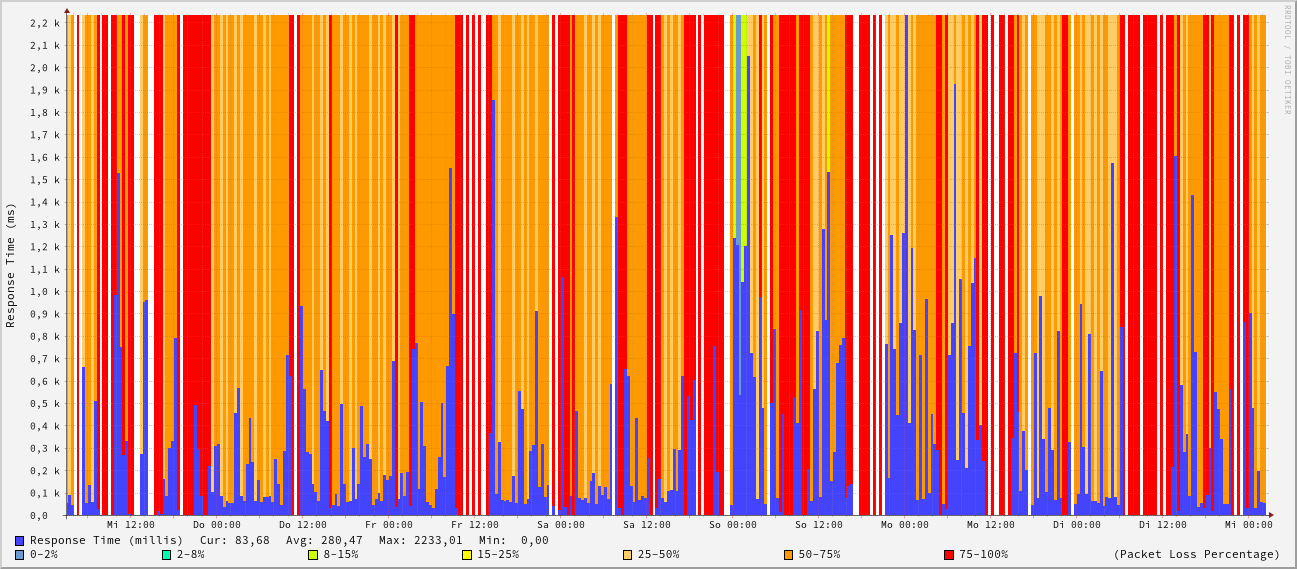 RRDTOOL / TOBI OETIKER
Response Time (ms)
2,2 k
2,1 k
2,0 k
1,9 k
1,8 k
1,7 k
1,6 k
1,5 k
1,4 k
1,3 k
1,2 k
1,1 k
1,0 k
0,9 k
0,8 k
0,7 k
0,6 k
0,5 k
0,4 k
0,3 k
0,2 k
0,1 k
0,0
Mi 12:00 Do 00:00 Do 12:00 Fr 00:00 Fr 12:00 Sa 00:00 Sa 12:00 So 00:00 So 12:00 Mo 00:00 Mo 12:00 Di 00:00 Di 12:00 Mi 00:00
Response Time (millis) Cur: 83,68 Avg: 280,47 Max: 2233,01 Min: 0,00
0-2% 2-8% 8-15% 15-25% 25-50% 50-75% 75-100% (Packet Loss Percentage)